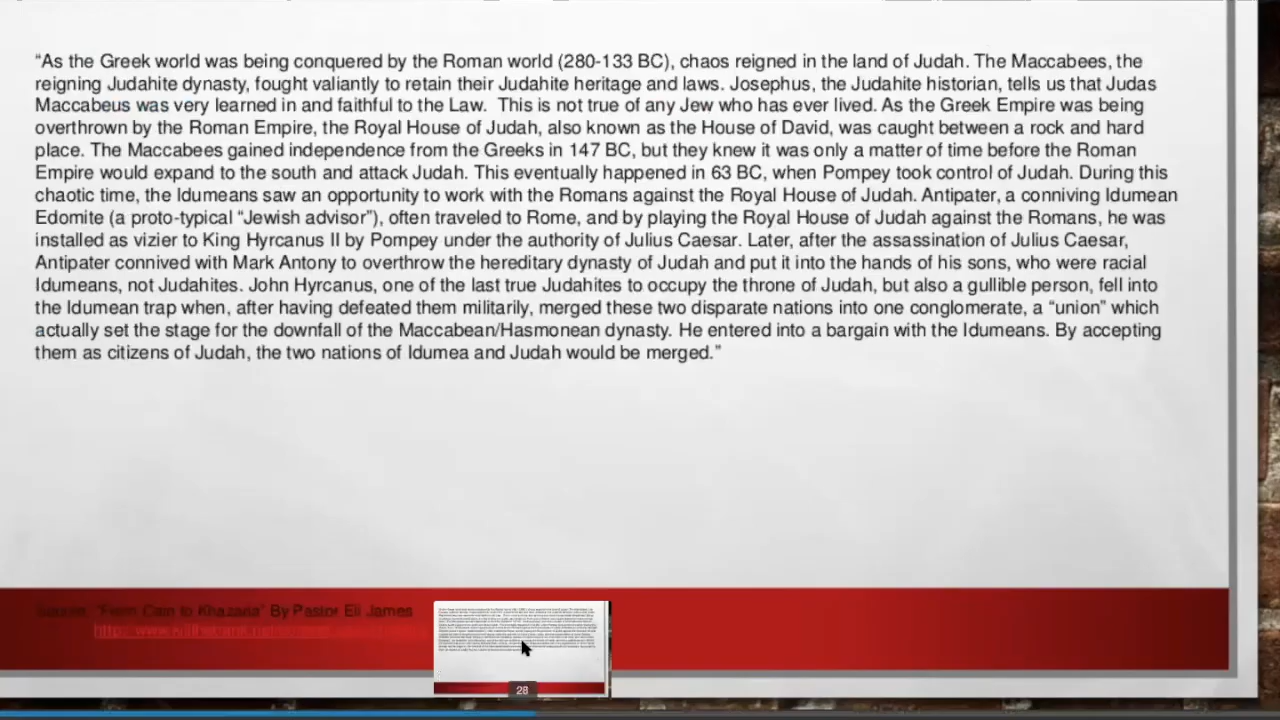 “As the Greek world was being conquered by the Roman world (280-133 BC), chaos reigned in the land of Judah. The Maccabees, the
reigning Judahite dynasty, fought valiantly to retain their Judahite heritage and laws. Josephus, the Judahite historian, tells us that Judas
Maccabeus was very learned in and faithful to the Law.  This is not true of any Jew who has ever lived. As the Greek Empire was being
overthrown by the Roman Empire, the Royal House of Judah, also known as the House of David, was caught between a rock and hard
place. The Maccabees gained independence from the Greeks in 147 BC, but they knew it was only a matter of time before the Roman
Empire would expand to the south and attack Judah. This eventually happened in 63 BC, when Pompey took control of Judah. During this
chaotic time, the Idumeans saw an opportunity to work with the Romans against the Royal House of Judah. Antipater, a conniving Idumean
Edomite (a proto-typical “Jewish advisor”), often traveled to Rome, and by playing the Royal House of Judah against the Romans, he was
installed as vizier to King Hyrcanus II by Pompey under the authority of Julius Caesar. Later, after the assassination of Julius Caesar,
Antipater connived with Mark Antony to overthrow the hereditary dynasty of Judah and put it into the hands of his sons, who were racial
Idumeans, not Judahites. John Hyrcanus, one of the last true Judahites to occupy the throne of Judah, but also a gullible person, fell into
the Idumean trap when, after having defeated them militarily, merged these two disparate nations into one conglomerate, a “union” which
actually set the stage for the downfall of the Maccabean/Hasmonean dynasty. He entered into a bargain with the Idumeans. By accepting
them as citizens of Judah, the two nations of Idumea and Judah would be merged.”
Source: “From Cain to Khazaria” By Pastor Eli James
28